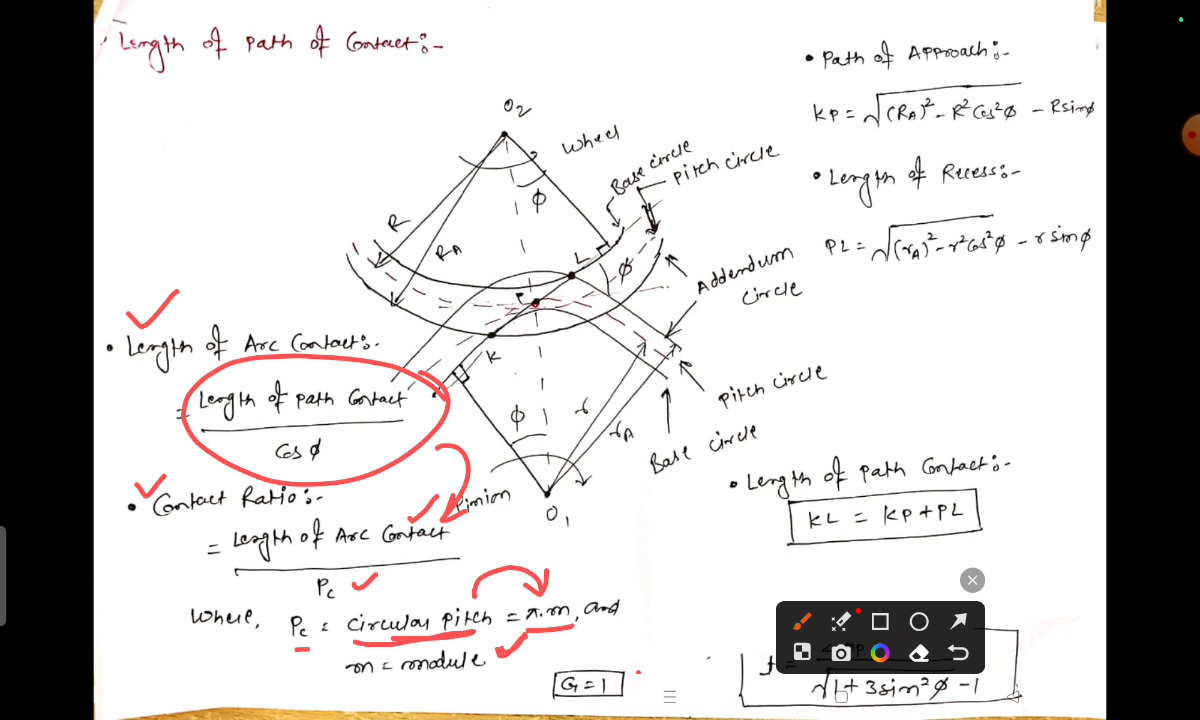 Length of Path of Contact:-
• Path of Approach:-
KP = √(RA)² - R²Cos²φ - Rsinφ
• Length of Recess:-
PL = √(rA)² - r²Cos²φ - rsinφ
O2
Wheel
φ
Base circle
Pitch circle
R
RA
L
φ
Addendum
circle
P
K
φ
r
rA
Pitch circle
Base circle
Pinion
O1
• Length of Arc Contact:-
= Length of Path Contact
Cos φ
• Contact Ratio:-
= Length of Arc Contact
Pc
Where, Pc = circular pitch = π.m, and
m = module
G = 1
• Length of Path Contact:-
KL = KP + PL
t =
√1 + 3sin²φ - 1